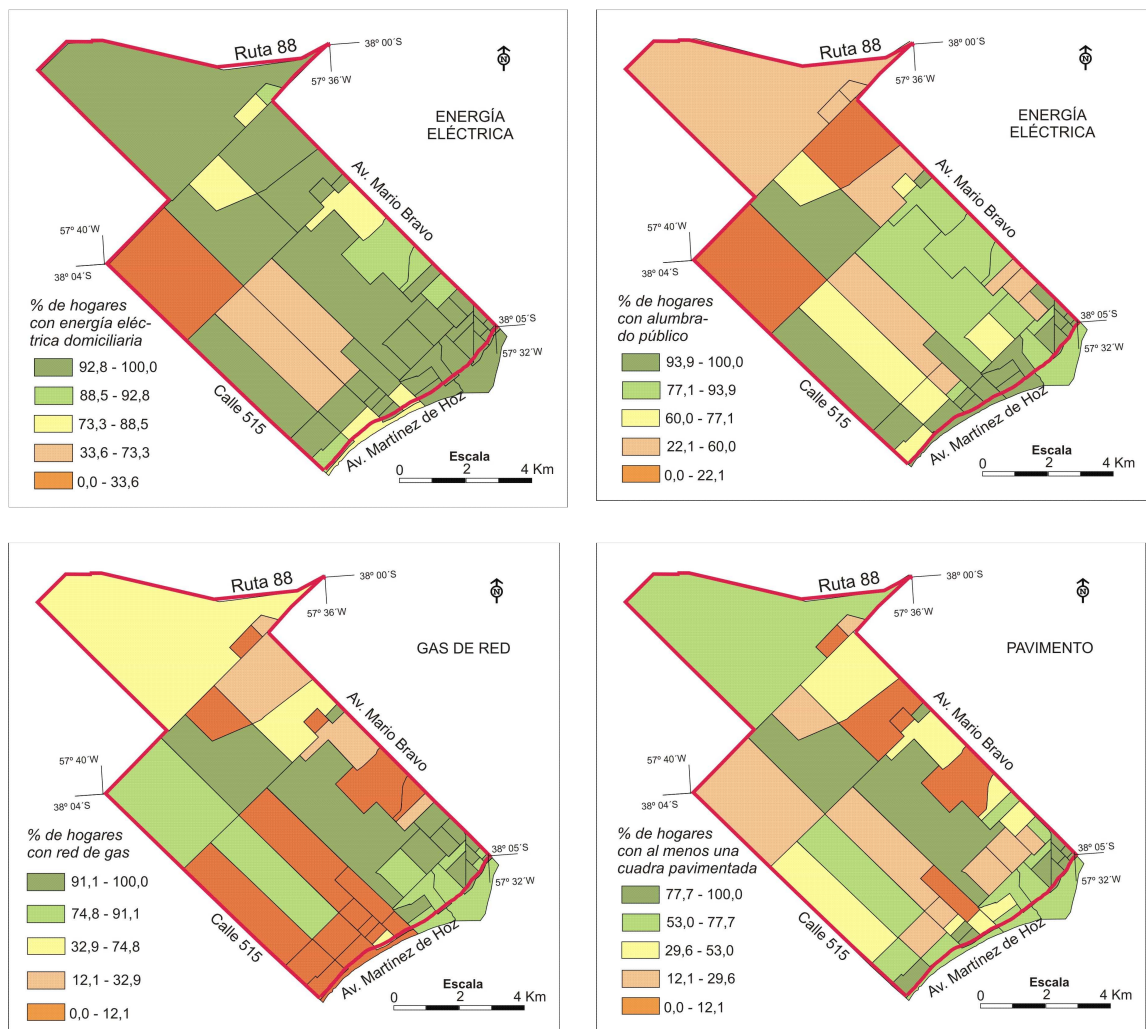 Ruta 88
38º 00´S
57º 36´W
N
ENERGÍA
ELÉCTRICA
Av. Mario Bravo
57º 40´W
38º 04´S
% de hogares
con energía eléc-
trica domiciliaria
92,8 - 100,0
88,5 - 92,8
73,3 - 88,5
33,6 - 73,3
0,0 - 33,6
Calle 515
Av. Martínez de Hoz
38º 05´S
57º 32´W
Escala
0 2 4 Km
Ruta 88
38º 00´S
57º 36´W
N
ENERGÍA
ELÉCTRICA
Av. Mario Bravo
57º 40´W
38º 04´S
% de hogares
con alumbra-
do público
93,9 - 100,0
77,1 - 93,9
60,0 - 77,1
22,1 - 60,0
0,0 - 22,1
Calle 515
Av. Martínez de Hoz
38º 05´S
57º 32´W
Escala
0 2 4 Km
Ruta 88
38º 00´S
57º 36´W
N
GAS DE RED
Av. Mario Bravo
57º 40´W
38º 04´S
% de hogares
con red de gas
91,1 - 100,0
74,8 - 91,1
32,9 - 74,8
12,1 - 32,9
0,0 - 12,1
Calle 515
Av. Martínez de Hoz
38º 05´S
57º 32´W
Escala
0 2 4 Km
Ruta 88
38º 00´S
57º 36´W
N
PAVIMENTO
Av. Mario Bravo
57º 40´W
38º 04´S
% de hogares
con al menos una
cuadra pavimentada
77,7 - 100,0
53,0 - 77,7
29,6 - 53,0
12,1 - 29,6
0,0 - 12,1
Calle 515
Av. Martínez de Hoz
38º 05´S
57º 32´W
Escala
0 2 4 Km